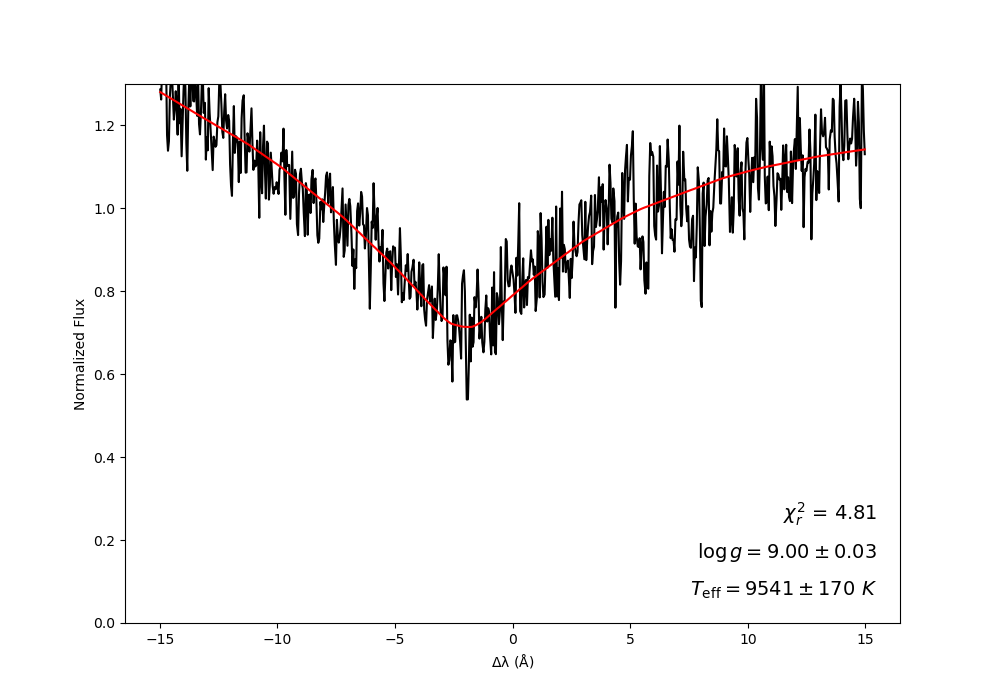 1.2
1.0
0.8
0.6
0.4
0.2
0.0
Normalized Flux
χ²ᵣ = 4.81
log g = 9.00 ± 0.03
T_eff = 9541 ± 170 K
−15 −10 −5 0 5 10 15
Δλ (Å)